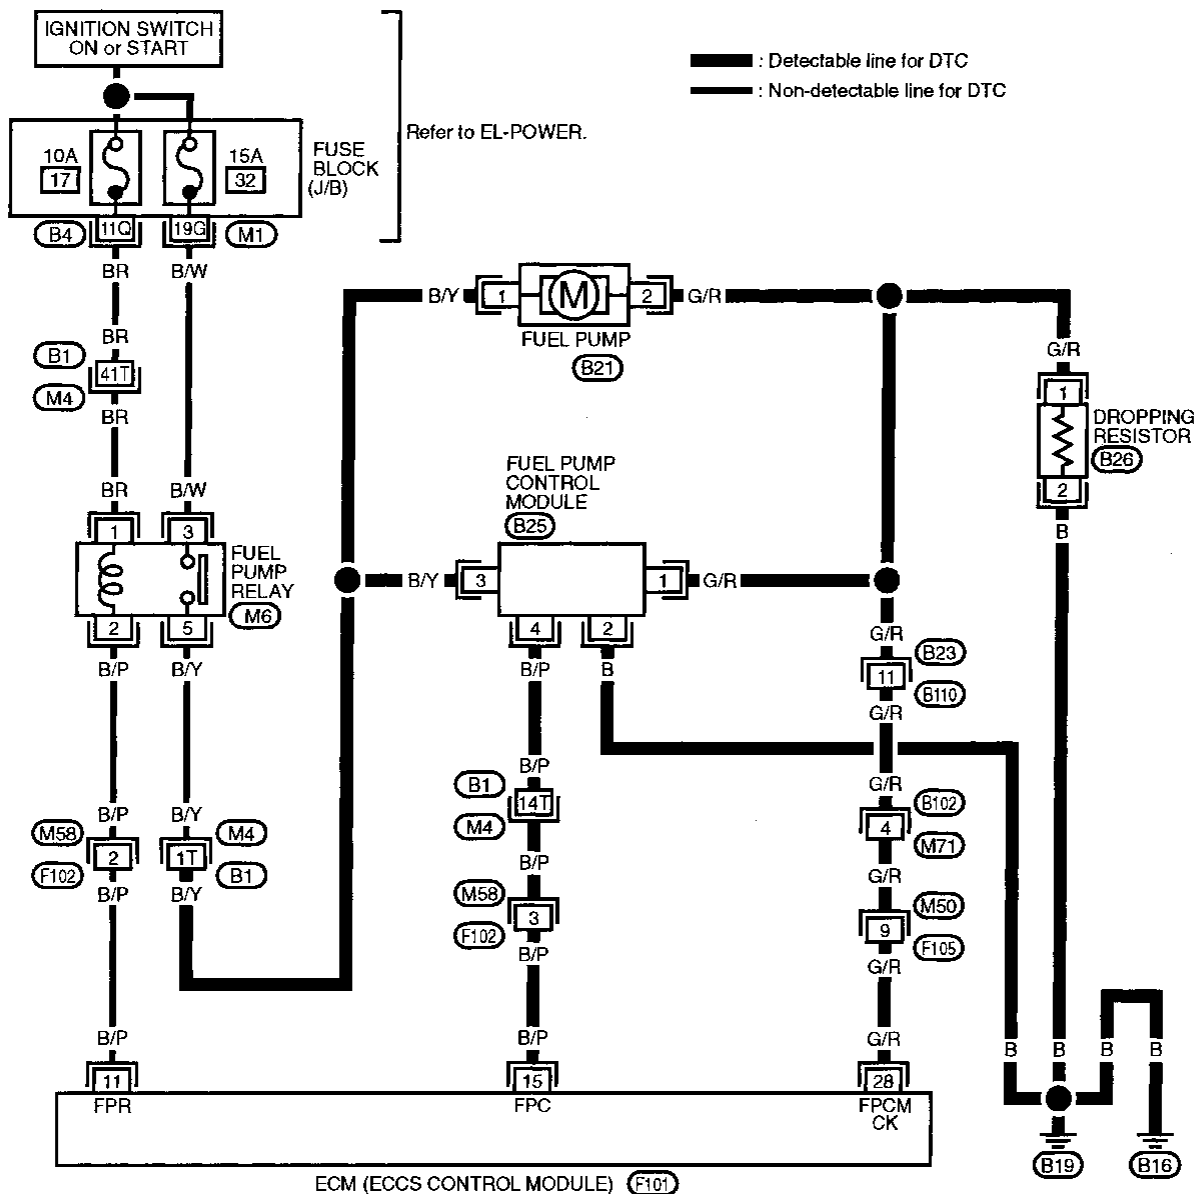 IGNITION SWITCH
ON or START
: Detectable line for DTC
: Non-detectable line for DTC
Refer to EL-POWER.
10A
17
15A
32
FUSE
BLOCK
(J/B)
B4
11Q
19G
M1
BR
B/W
BR
B1
41T
M4
BR
BR
B/W
1
3
FUEL
PUMP
RELAY
M6
2
5
B/P
B/Y
B/P
B/Y
M58
2
F102
M4
1T
B1
B/P
B/Y
B/P
B/Y
1
M
2
G/R
FUEL PUMP
B21
G/R
1
DROPPING
RESISTOR
B26
2
B
FUEL PUMP
CONTROL
MODULE
B25
B/Y
3
1
G/R
4
2
B/P
B
G/R
B23
11
B110
G/R
B/P
B1
14T
M4
B/P
M58
3
F102
B/P
B/P
G/R
B102
4
M71
G/R
M50
9
F105
G/R
G/R
B
B
B
B
11
15
28
FPR
FPC
FPCM
CK
B19
B16
ECM (ECCS CONTROL MODULE)
F101